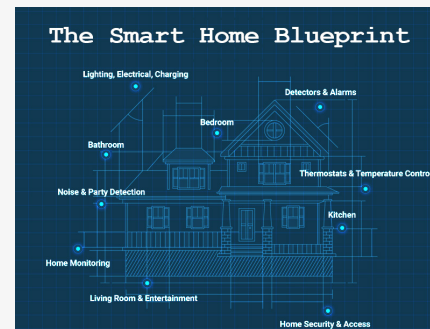 The Smart Home Blueprint
Lighting, Electrical, Charging
Detectors & Alarms
Bedroom
Bathroom
Thermostats & Temperature Contro
Noise & Party Detection
Kitchen
Home Monitoring
Living Room & Entertainment
Home Security & Access